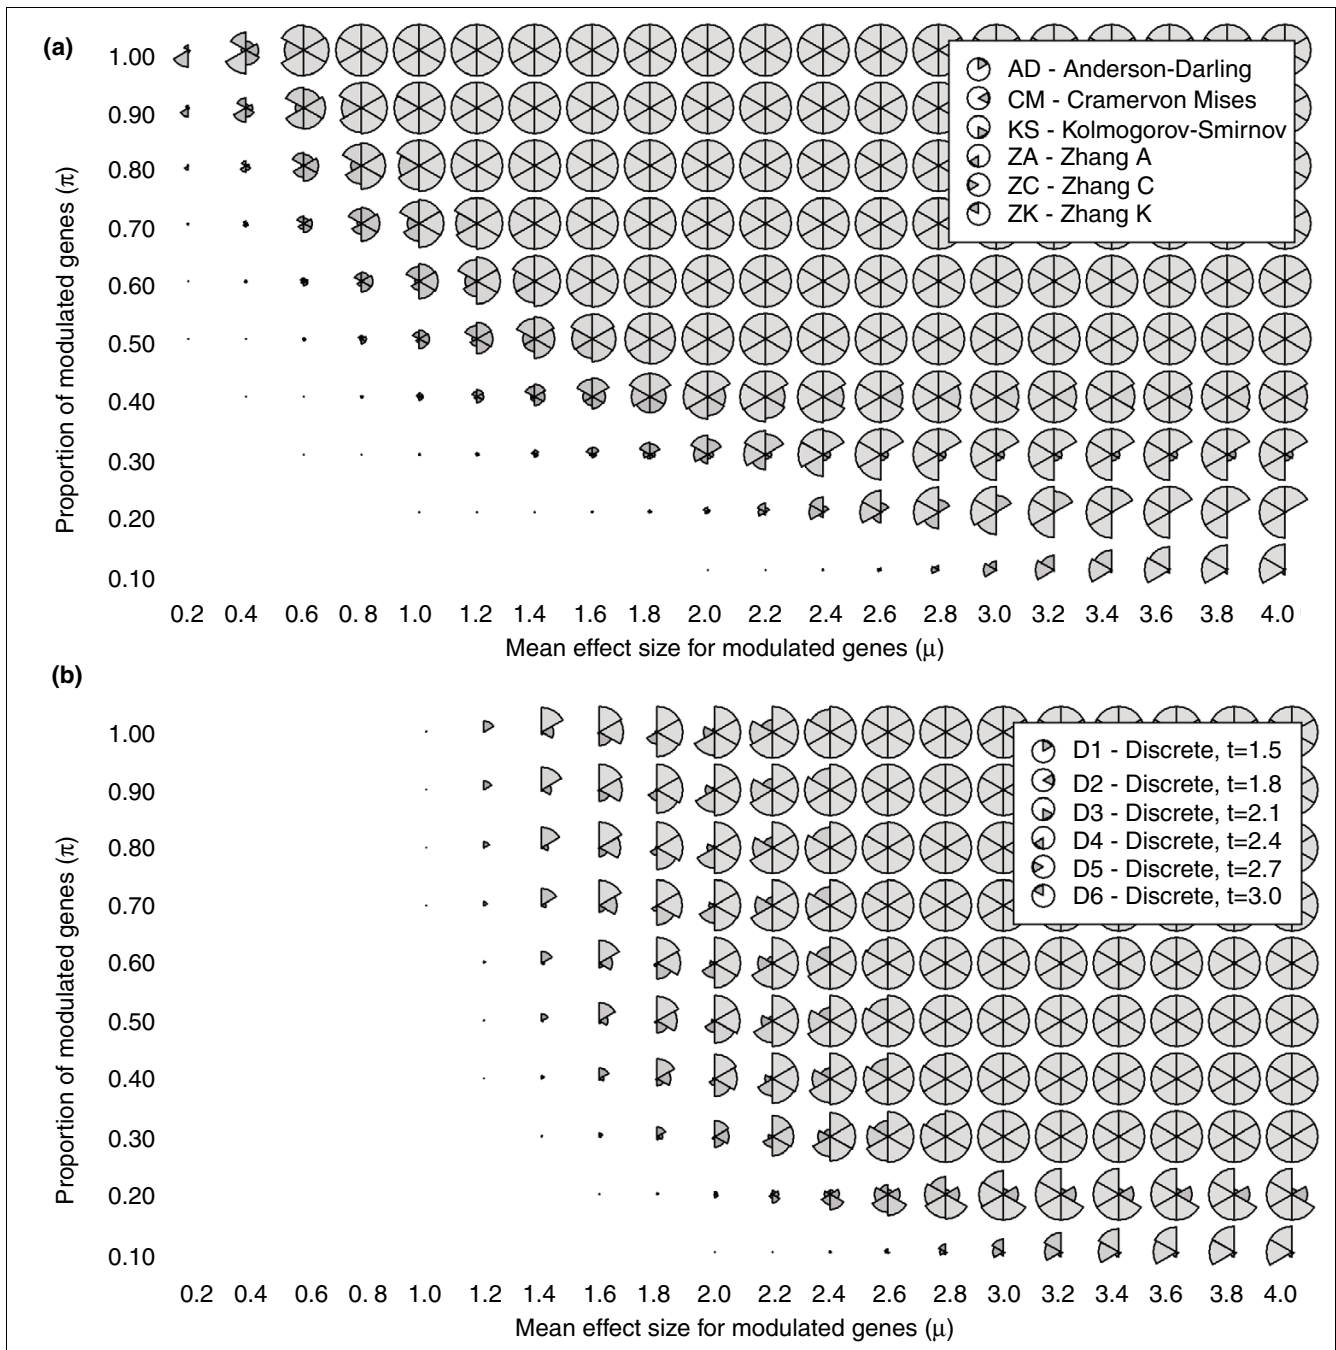 (a)
1.00
0.90
0.80
0.70
0.60
0.50
0.40
0.30
0.20
0.10
Proportion of modulated genes (π)
AD - Anderson-Darling
CM - Cramervon Mises
KS - Kolmogorov-Smirnov
ZA - Zhang A
ZC - Zhang C
ZK - Zhang K
0.2 0.4 0.6 0. 8 1.0 1.2 1.4 1.6 1.8 2.0 2.2 2.4 2.6 2.8 3.0 3.2 3.4 3.6 3.8 4.0
Mean effect size for modulated genes (μ)
(b)
1.00
0.90
0.80
0.70
0.60
0.50
0.40
0.30
0.20
0.10
Proportion of modulated genes (π)
D1 - Discrete, t=1.5
D2 - Discrete, t=1.8
D3 - Discrete, t=2.1
D4 - Discrete, t=2.4
D5 - Discrete, t=2.7
D6 - Discrete, t=3.0
0.2 0.4 0.6 0. 8 1.0 1.2 1.4 1.6 1.8 2.0 2.2 2.4 2.6 2.8 3.0 3.2 3.4 3.6 3.8 4.0
Mean effect size for modulated genes (μ)